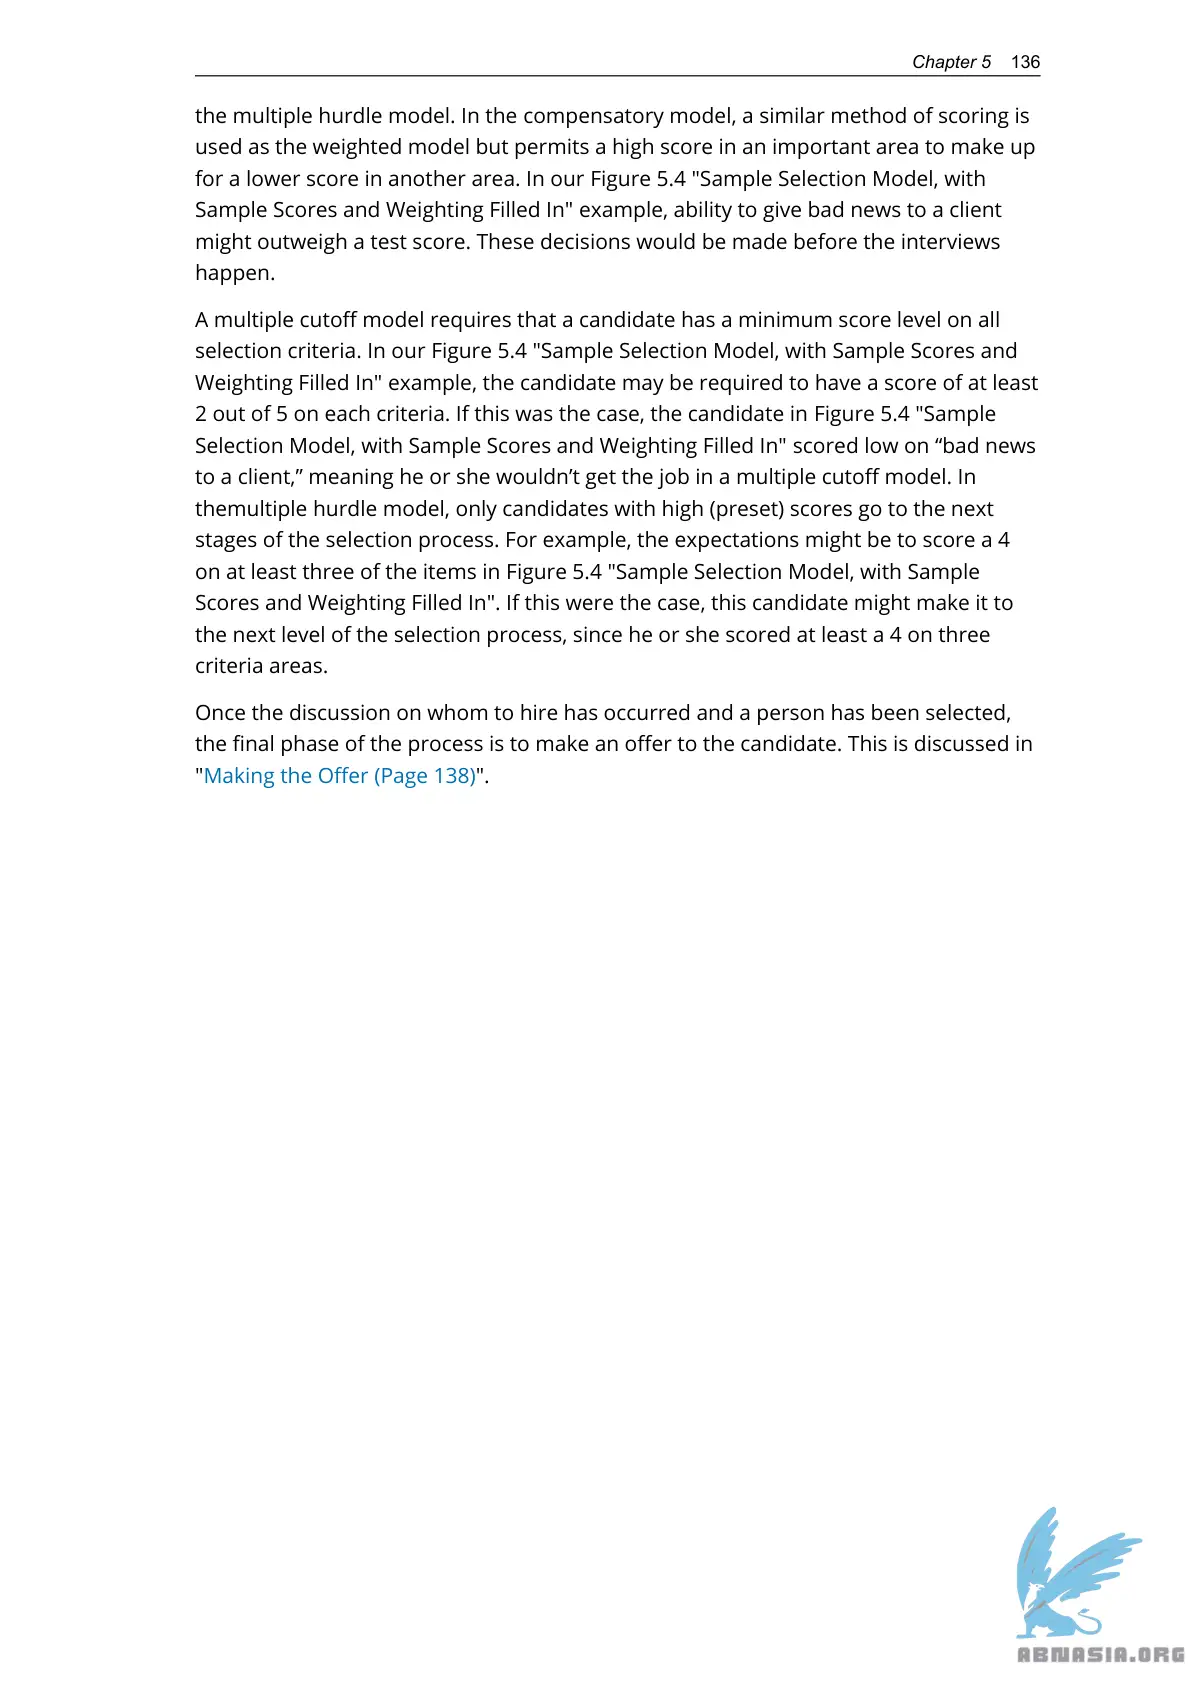 Chapter 5 136
the multiple hurdle model. In the compensatory model, a similar method of scoring is
used as the weighted model but permits a high score in an important area to make up
for a lower score in another area. In our Figure 5.4 "Sample Selection Model, with
Sample Scores and Weighting Filled In" example, ability to give bad news to a client
might outweigh a test score. These decisions would be made before the interviews
happen.
A multiple cutoff model requires that a candidate has a minimum score level on all
selection criteria. In our Figure 5.4 "Sample Selection Model, with Sample Scores and
Weighting Filled In" example, the candidate may be required to have a score of at least
2 out of 5 on each criteria. If this was the case, the candidate in Figure 5.4 "Sample
Selection Model, with Sample Scores and Weighting Filled In" scored low on “bad news
to a client,” meaning he or she wouldn’t get the job in a multiple cutoff model. In
themultiple hurdle model, only candidates with high (preset) scores go to the next
stages of the selection process. For example, the expectations might be to score a 4
on at least three of the items in Figure 5.4 "Sample Selection Model, with Sample
Scores and Weighting Filled In". If this were the case, this candidate might make it to
the next level of the selection process, since he or she scored at least a 4 on three
criteria areas.
Once the discussion on whom to hire has occurred and a person has been selected,
the final phase of the process is to make an offer to the candidate. This is discussed in
"Making the Offer (Page 138)".
ABNASIA.ORG